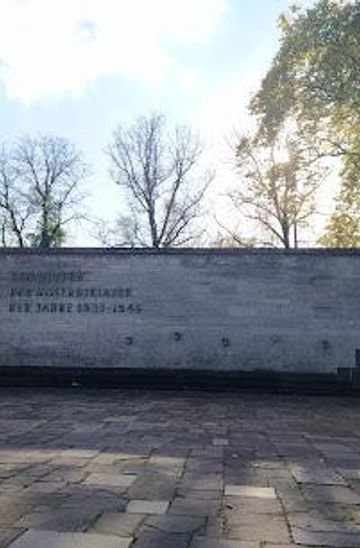 DEN OPFERN
DER HITLERDIKTATUR
DER JAHRE 1933-1945